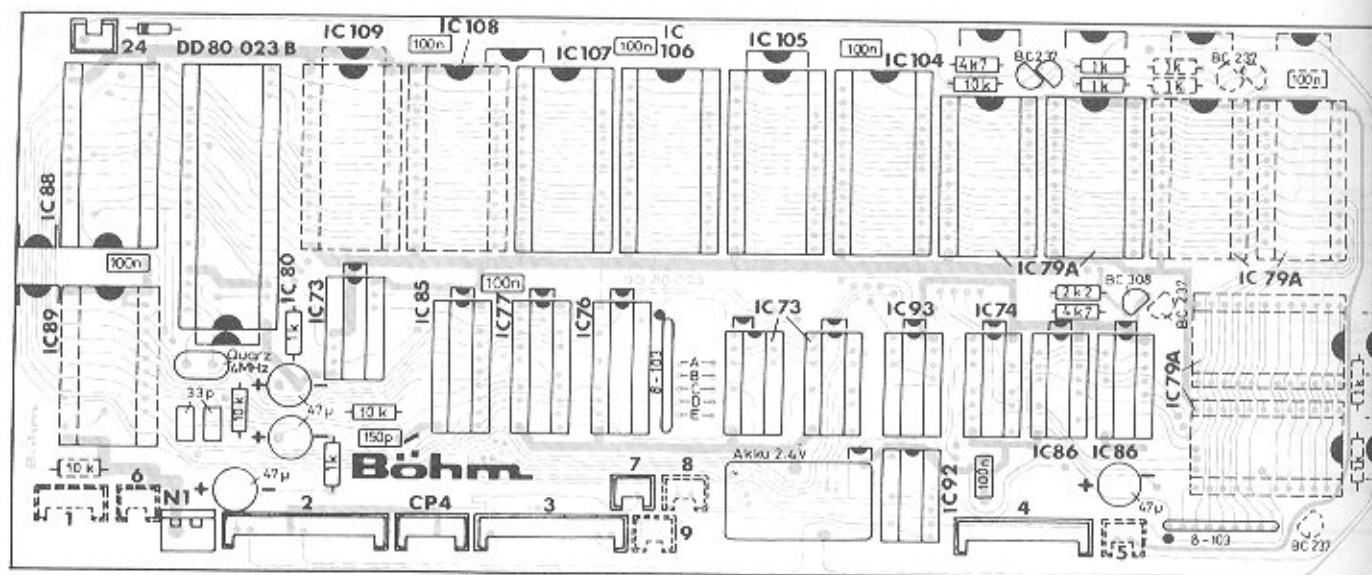 24
DD 80 023 B
IC 109
100n
IC 108
IC 107
100n
IC 106
IC 105
100n
IC 104
4k7
10k
BC 237
1k
1k
1k
1k
BC 237
100n
IC 88
100n
IC 89
IC 80
1k
IC 73
IC 85
100n
IC 77
IC 76
8-103
A
B
C
D
E
IC 73
IC 93
IC 74
IC 79A
BC 308
2k2
4k7
BC 237
IC 79A
IC 79A
1k
1k
Quarz 4MHz
33p
10k
+ -
47µ
+
-
1k
10k
150p
Böhm
DD 80 023
Akku 2.4V
IC 92
100n
IC 86
IC 86
+ -
47µ
10k
1
6
N1
+ -
47µ
2
CP4
3
7
8
9
4
5
8-103
BC 237